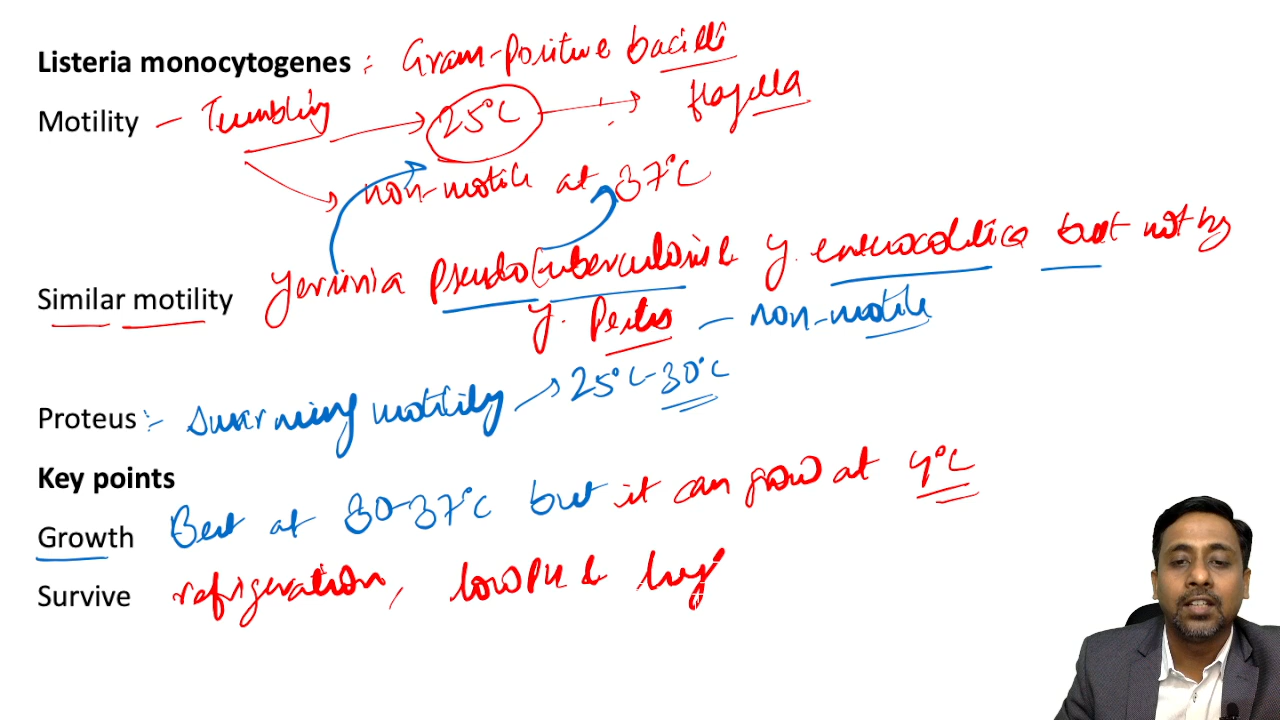 Listeria monocytogenes :- Gram-Positive bacilli
Motility - Tumbling → 25°C → flagella
→ non-motile at 37°C
Similar motility Yersinia Pseudotuberculosis & Y. enterocolitica but not by
Y. Pestis - non-motile
Proteus :- Swarming motility → 25°C-30°C
Key points
Growth Best at 30-37°C but it can grow at 4°C
Survive refrigeration, low PH &